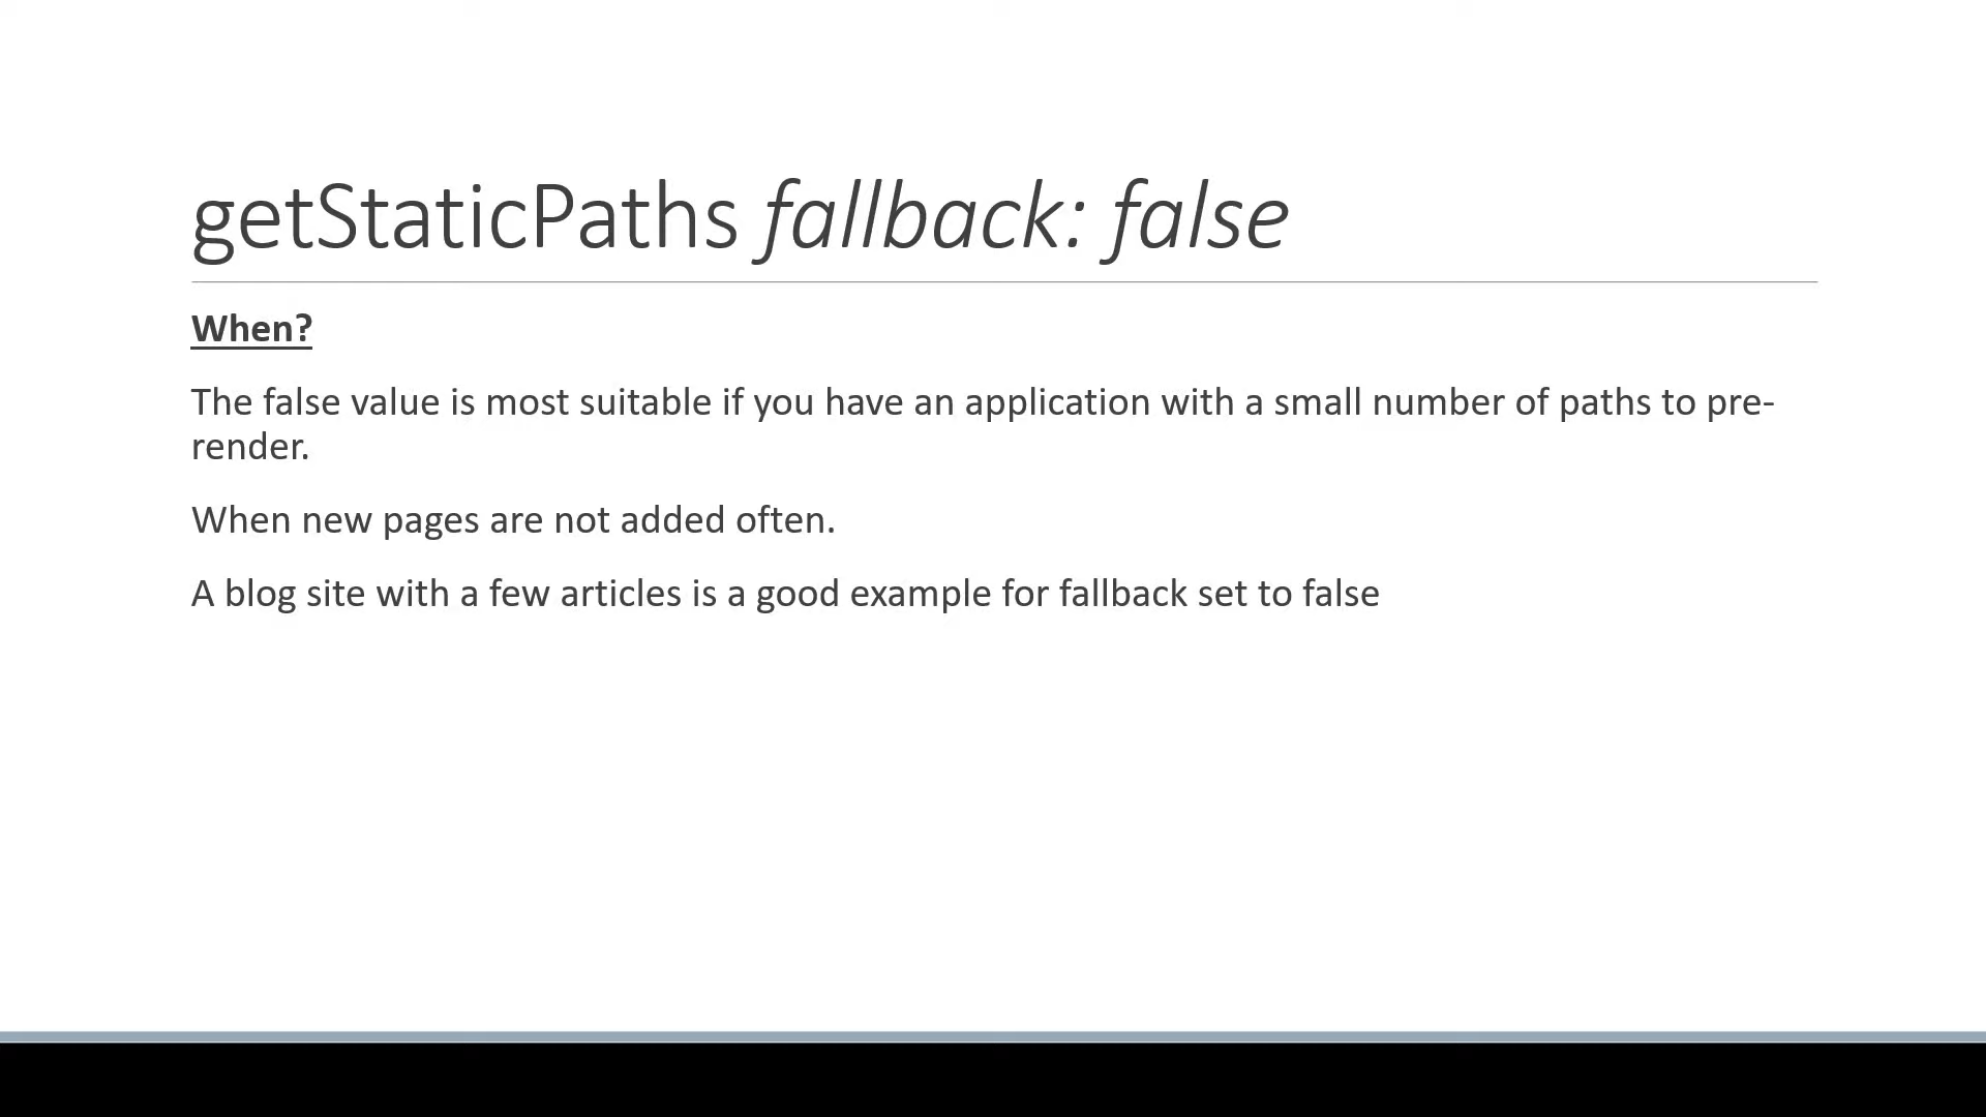 getStaticPaths fallback: false
When?
The false value is most suitable if you have an application with a small number of paths to pre-
render.
When new pages are not added often.
A blog site with a few articles is a good example for fallback set to false